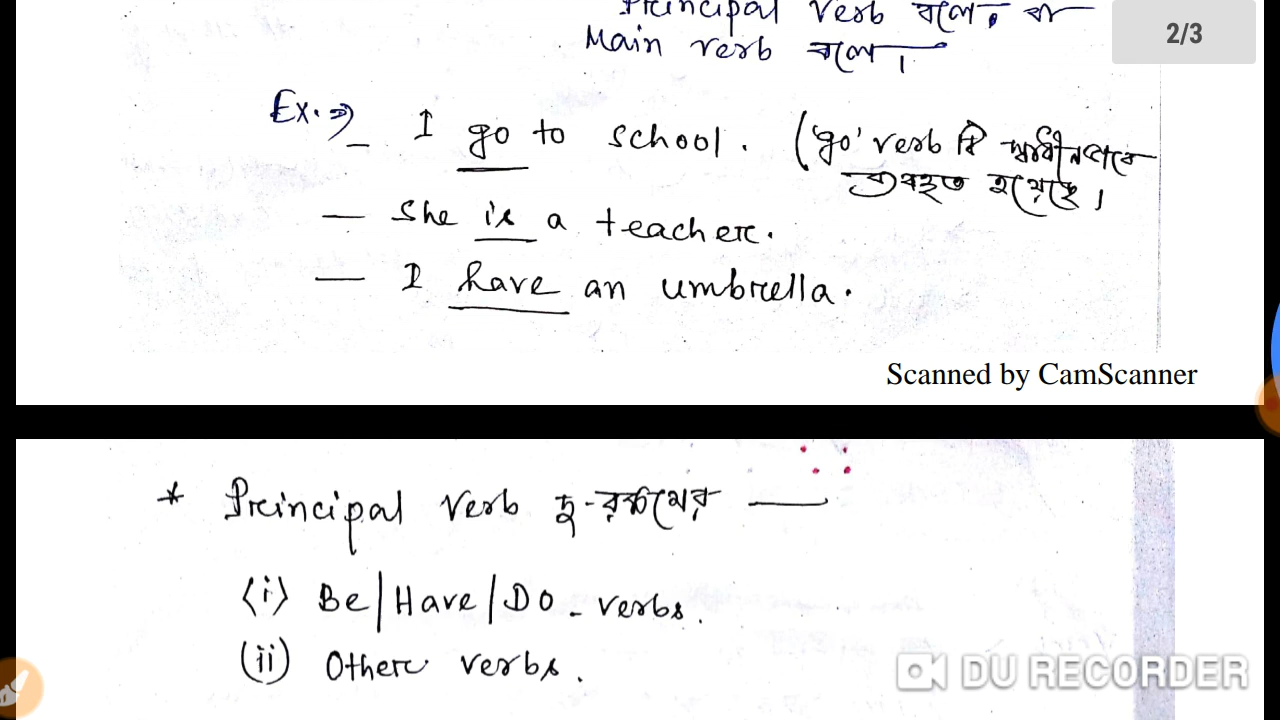 Principal Verb বলে, বা
2/3
Main verb বলে।
Ex. ⇒ – I go to school. ('go' verb টি স্বাধীনভাবে
ব্যবহৃত হয়েছে।
— She is a teacher.
— I have an umbrella.
Scanned by CamScanner
* Principal Verb দু-রকমের —
(i) Be/Have/DO - verbs.
(ii) Other verbs.
DU RECORDER